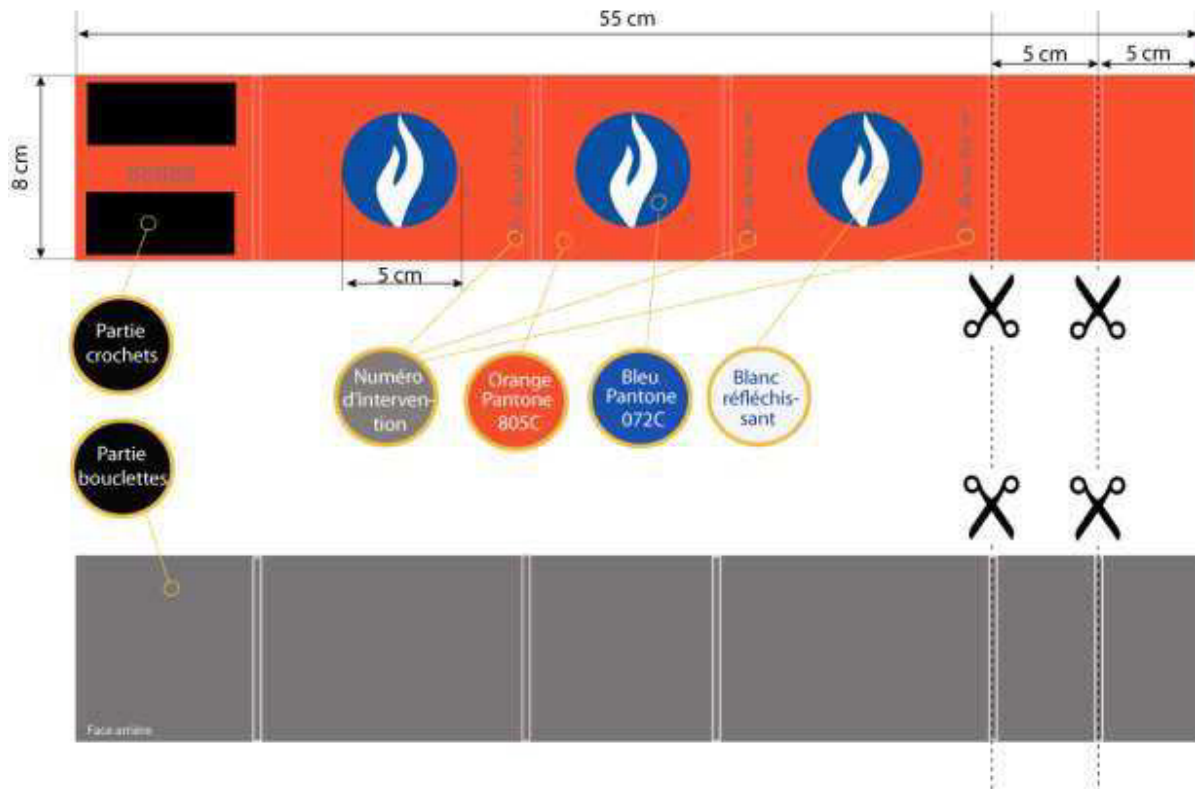 55 cm
5 cm
5 cm
8 cm
5 cm
Partie
crochets
Numéro
d'interven-
tion
Orange
Pantone
805C
Bleu
Pantone
072C
Blanc
réfléchis-
sant
Partie
bouclettes
Face arrière